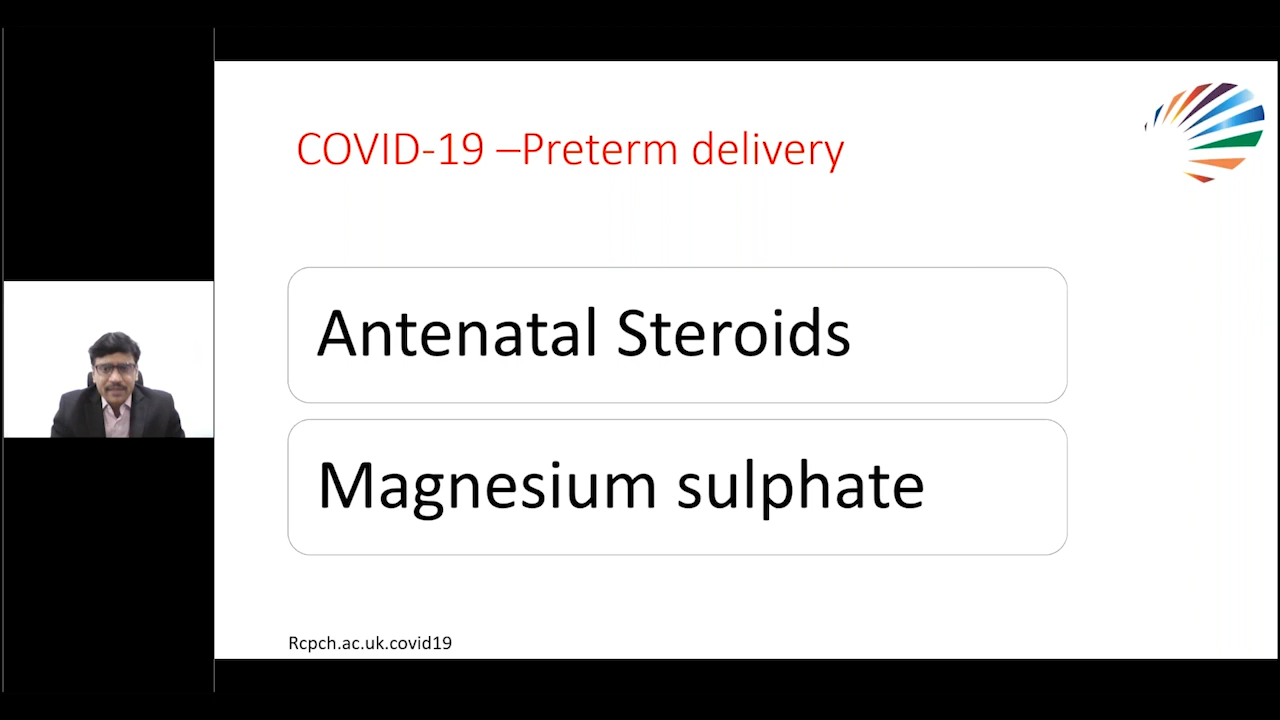 COVID-19 –Preterm delivery
Antenatal Steroids
Magnesium sulphate
Rcpch.ac.uk.covid19